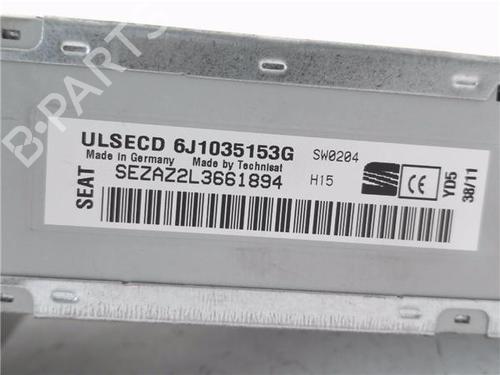 B-PARTS
ULSECD 6J1035153G
SW0204
Made in Germany Made by Technisat
SEZAZ2L3661894
H15
SEAT
CE
YD5
38/11